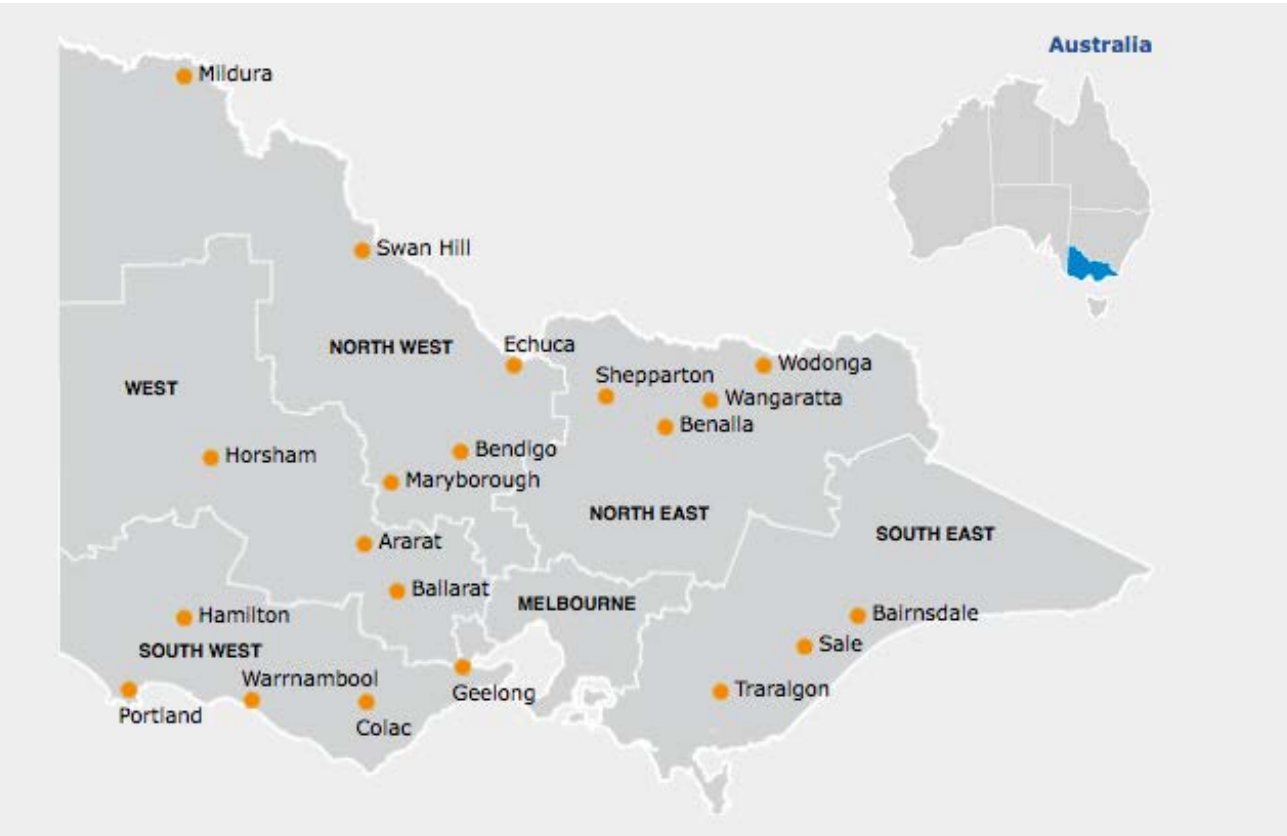 Australia
Mildura
Swan Hill
NORTH WEST
Echuca
Wodonga
Shepparton
WEST
Wangaratta
Benalla
Bendigo
Horsham
Maryborough
NORTH EAST
SOUTH EAST
Ararat
Ballarat
MELBOURNE
Hamilton
Bairnsdale
Sale
SOUTH WEST
Warrnambool
Geelong
Traralgon
Portland
Colac